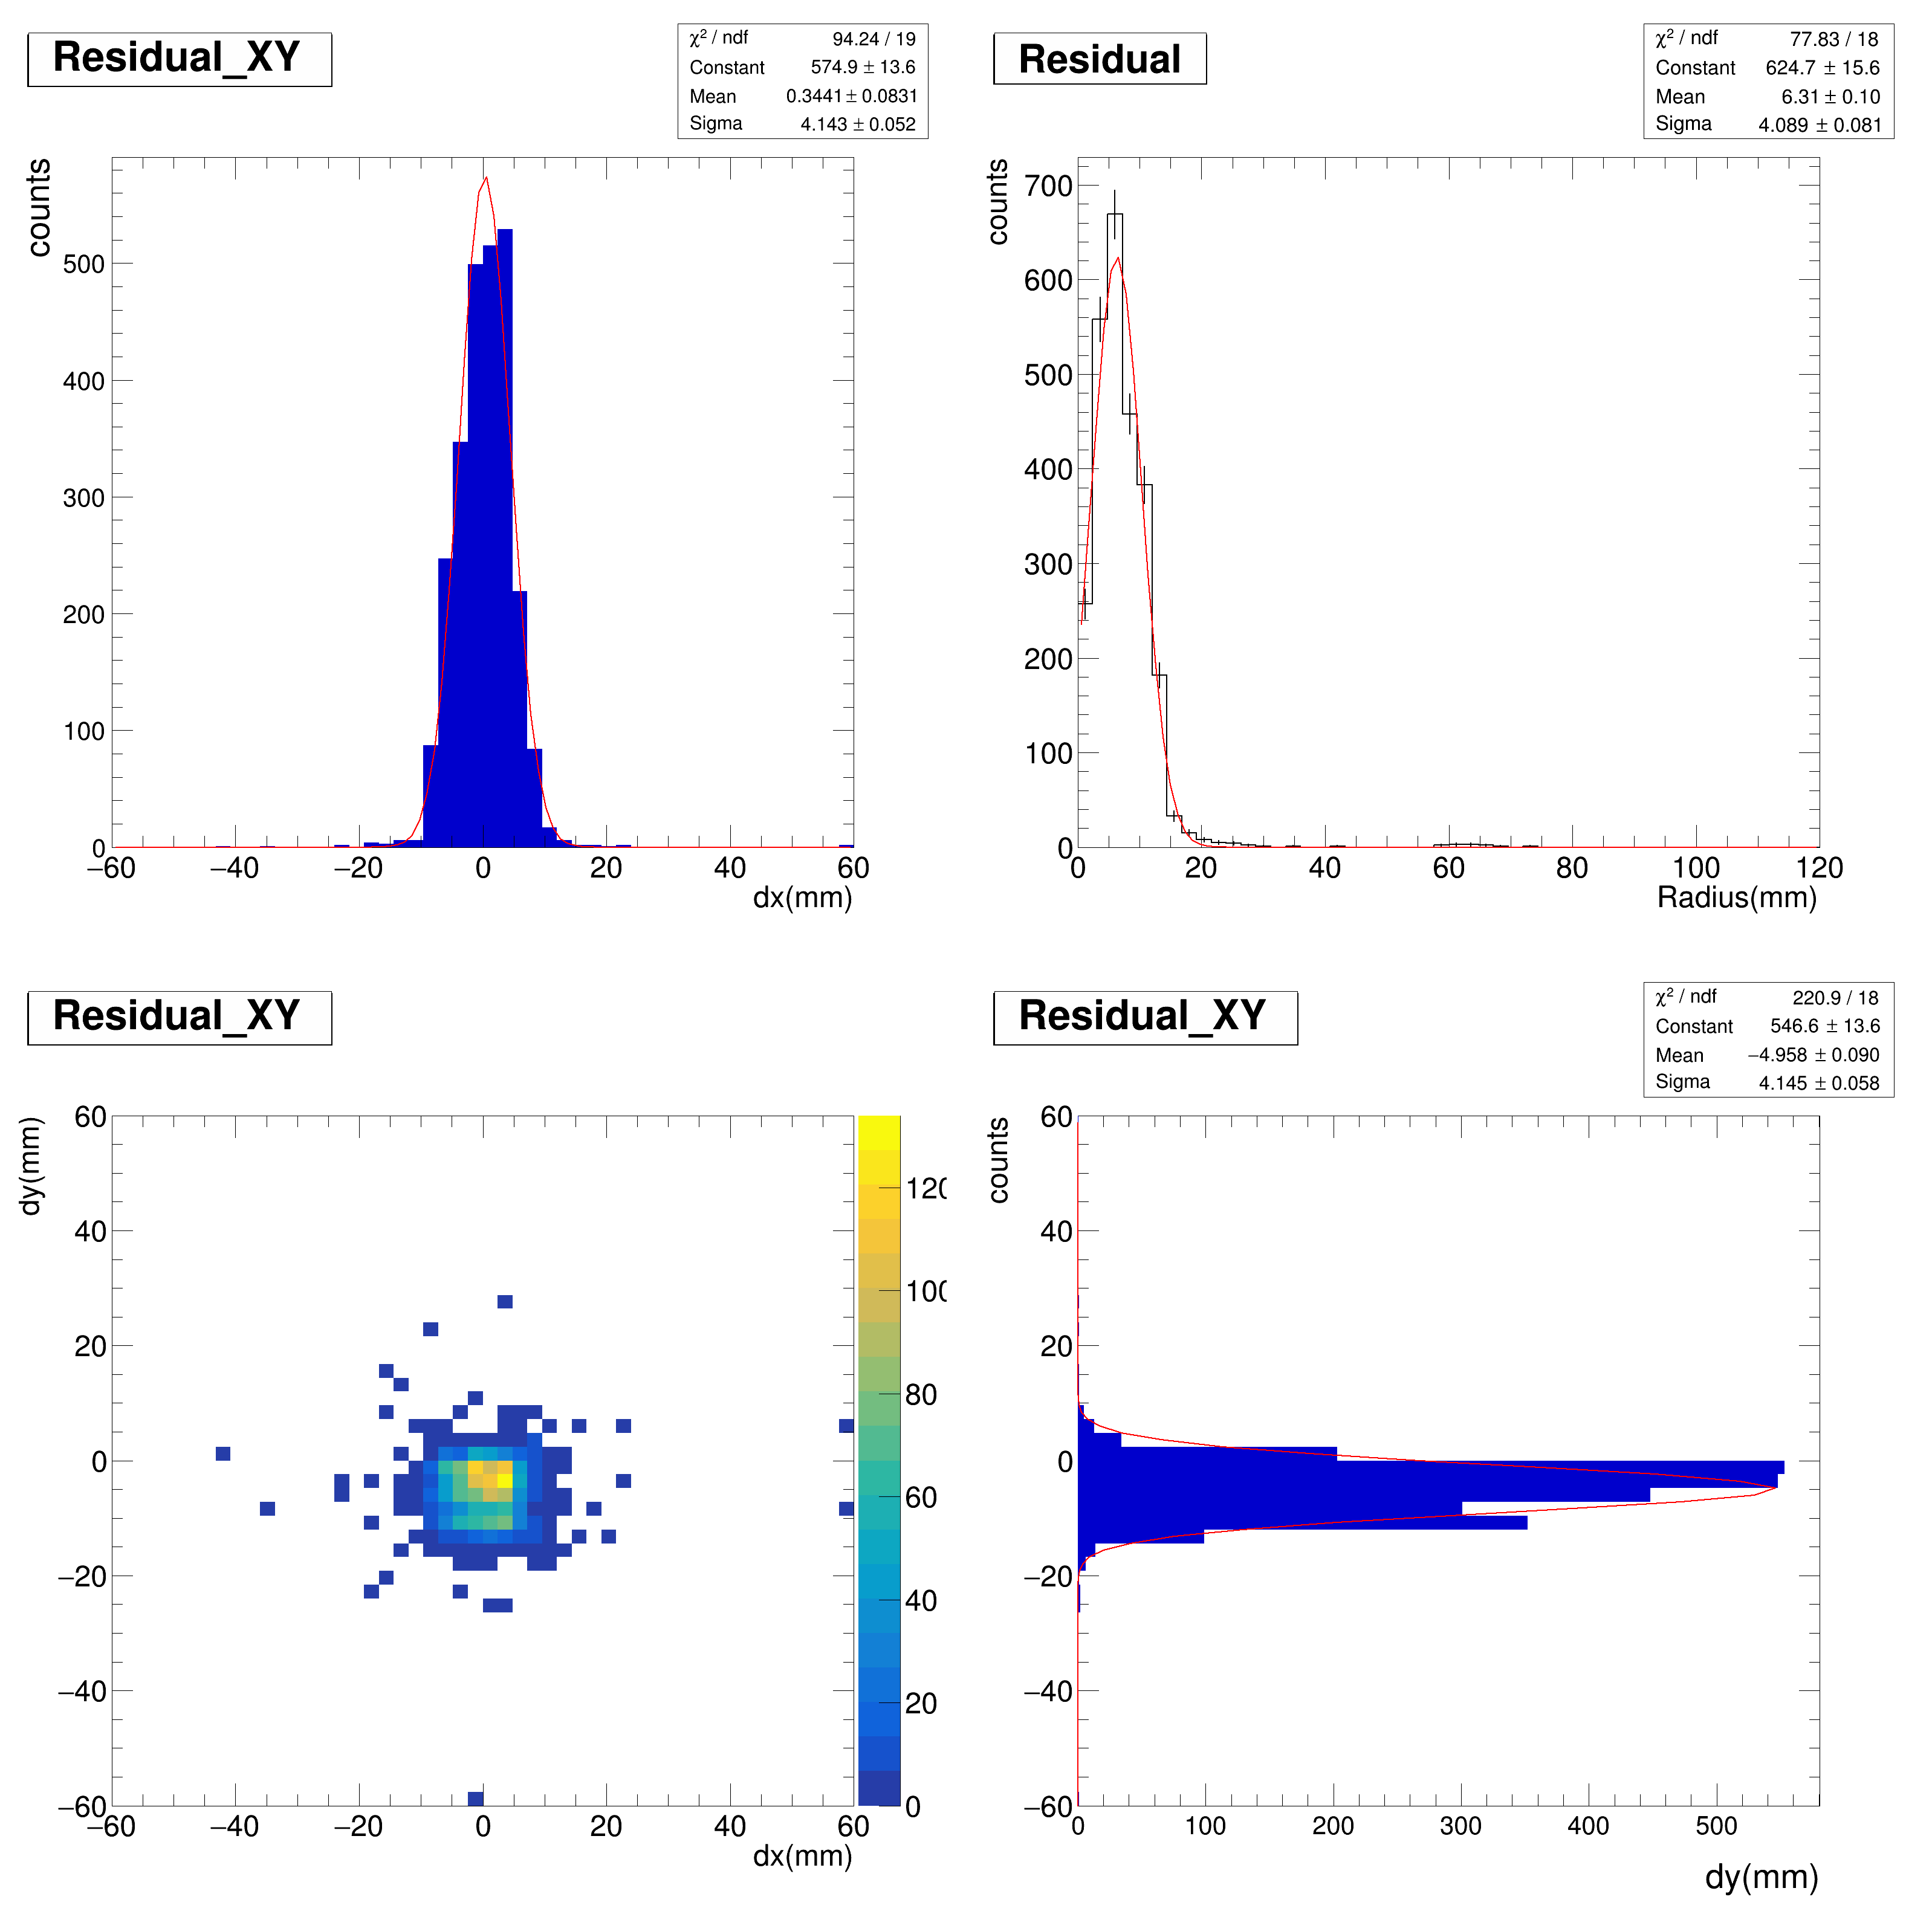 Residual_XY
χ² / ndf 94.24 / 19
Constant 574.9 ± 13.6
Mean 0.3441 ± 0.0831
Sigma 4.143 ± 0.052
counts
500
400
300
200
100
0
−60 −40 −20 0 20 40 60
dx(mm)
Residual
χ² / ndf 77.83 / 18
Constant 624.7 ± 15.6
Mean 6.31 ± 0.10
Sigma 4.089 ± 0.081
counts
700
600
500
400
300
200
100
0
0 20 40 60 80 100 120
Radius(mm)
Residual_XY
dy(mm)
60
40
20
0
−20
−40
−60
−60 −40 −20 0 20 40 60
dx(mm)
80
60
40
20
0
Residual_XY
χ² / ndf 220.9 / 18
Constant 546.6 ± 13.6
Mean −4.958 ± 0.090
Sigma 4.145 ± 0.058
counts
60
40
20
0
−20
−40
−60
0 100 200 300 400 500
dy(mm)